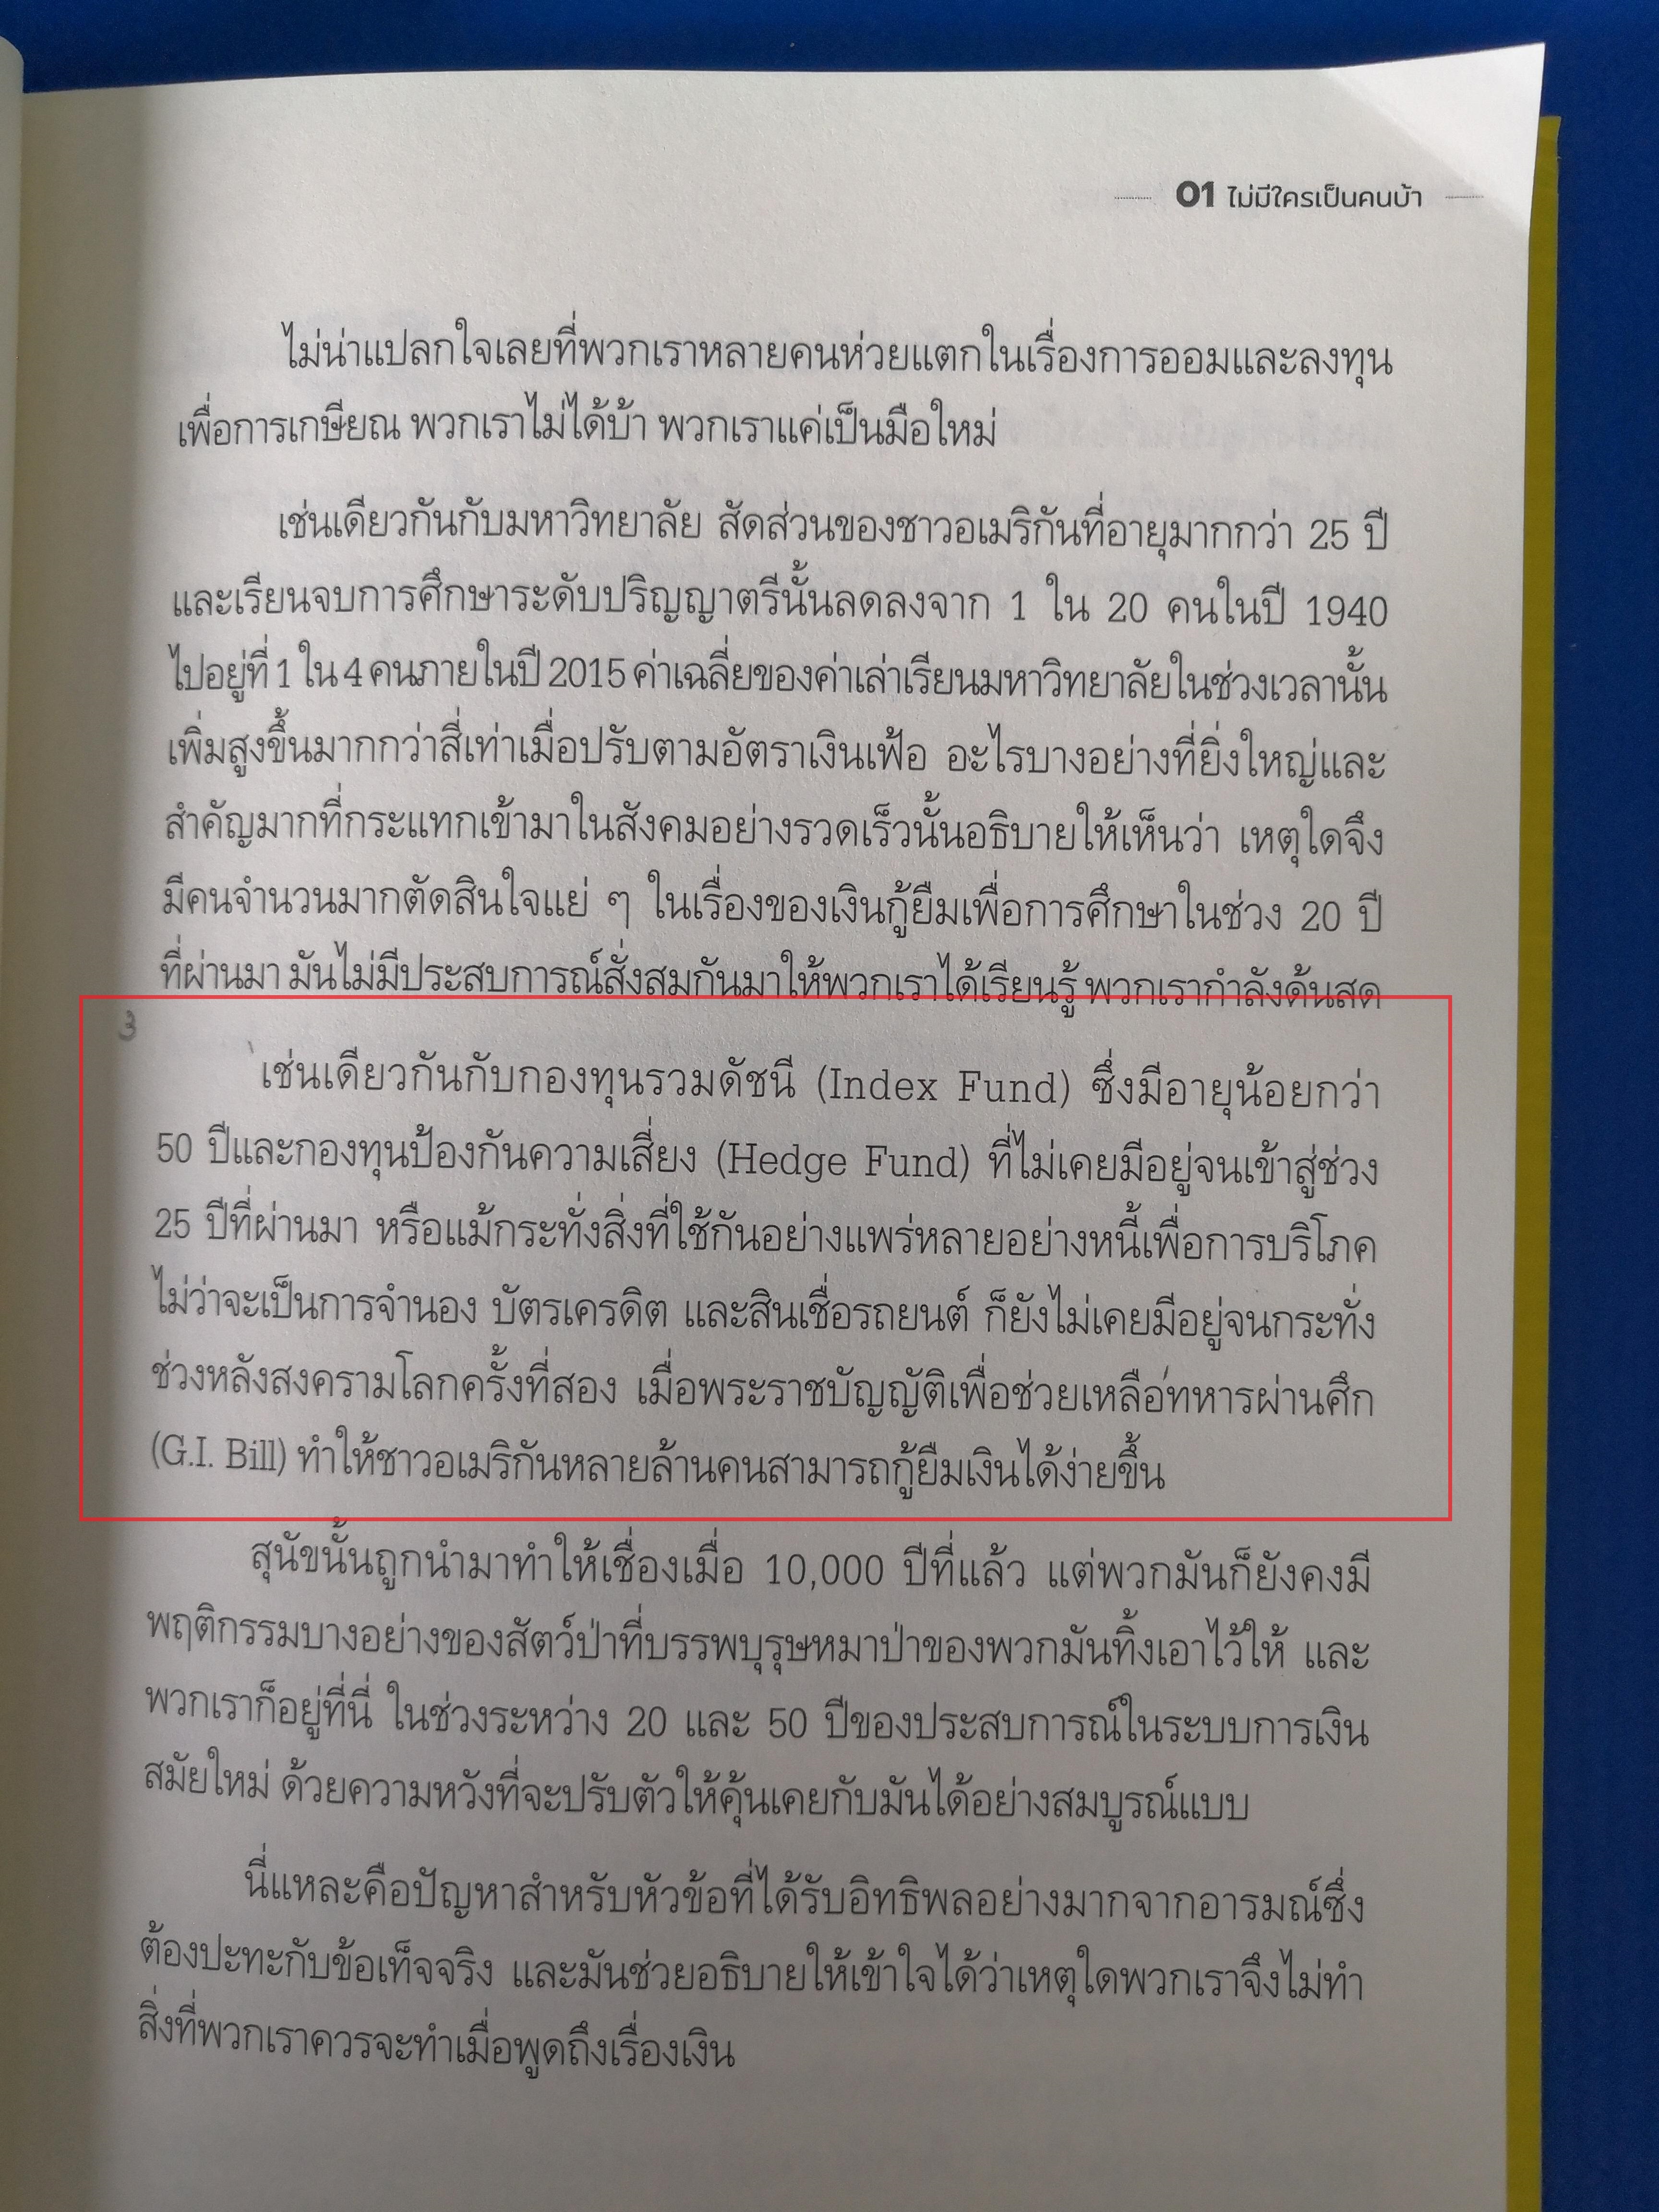 01 ไม่มีใครเป็นคนบ้า
ไม่น่าแปลกใจเลยที่พวกเราหลายคนห่วยแตกในเรื่องการออมและลงทุน
เพื่อการเกษียณ พวกเราไม่ได้บ้า พวกเราแค่เป็นมือใหม่
เช่นเดียวกันกับมหาวิทยาลัย สัดส่วนของชาวอเมริกันที่อายุมากกว่า 25 ปี
และเรียนจบการศึกษาระดับปริญญาตรีนั้นลดลงจาก 1 ใน 20 คนในปี 1940
ไปอยู่ที่ 1 ใน 4 คนภายในปี 2015 ค่าเฉลี่ยของค่าเล่าเรียนมหาวิทยาลัยในช่วงเวลานั้น
เพิ่มสูงขึ้นมากกว่าสี่เท่าเมื่อปรับตามอัตราเงินเฟ้อ อะไรบางอย่างที่ยิ่งใหญ่และ
สำคัญมากที่กระแทกเข้ามาในสังคมอย่างรวดเร็วนั้นอธิบายให้เห็นว่า เหตุใดจึง
มีคนจำนวนมากตัดสินใจแย่ ๆ ในเรื่องของเงินกู้ยืมเพื่อการศึกษาในช่วง 20 ปี
ที่ผ่านมา มันไม่มีประสบการณ์สั่งสมกันมาให้พวกเราได้เรียนรู้ พวกเรากำลังด้นสด
เช่นเดียวกันกับกองทุนรวมดัชนี (Index Fund) ซึ่งมีอายุน้อยกว่า
50 ปีและกองทุนป้องกันความเสี่ยง (Hedge Fund) ที่ไม่เคยมีอยู่จนเข้าสู่ช่วง
25 ปีที่ผ่านมา หรือแม้กระทั่งสิ่งที่ใช้กันอย่างแพร่หลายอย่างหนี้เพื่อการบริโภค
ไม่ว่าจะเป็นการจำนอง บัตรเครดิต และสินเชื่อรถยนต์ ก็ยังไม่เคยมีอยู่จนกระทั่ง
ช่วงหลังสงครามโลกครั้งที่สอง เมื่อพระราชบัญญัติเพื่อช่วยเหลือทหารผ่านศึก
(G.I. Bill) ทำให้ชาวอเมริกันหลายล้านคนสามารถกู้ยืมเงินได้ง่ายขึ้น
สุนัขนั้นถูกนำมาทำให้เชื่องเมื่อ 10,000 ปีที่แล้ว แต่พวกมันก็ยังคงมี
พฤติกรรมบางอย่างของสัตว์ป่าที่บรรพบุรุษหมาป่าของพวกมันทิ้งเอาไว้ให้ และ
พวกเราก็อยู่ที่นี่ ในช่วงระหว่าง 20 และ 50 ปีของประสบการณ์ในระบบการเงิน
สมัยใหม่ ด้วยความหวังที่จะปรับตัวให้คุ้นเคยกับมันได้อย่างสมบูรณ์แบบ
นี่แหละคือปัญหาสำหรับหัวข้อที่ได้รับอิทธิพลอย่างมากจากอารมณ์ซึ่ง
ต้องปะทะกับข้อเท็จจริง และมันช่วยอธิบายให้เข้าใจได้ว่าเหตุใดพวกเราจึงไม่ทำ
สิ่งที่พวกเราควรจะทำเมื่อพูดถึงเรื่องเงิน